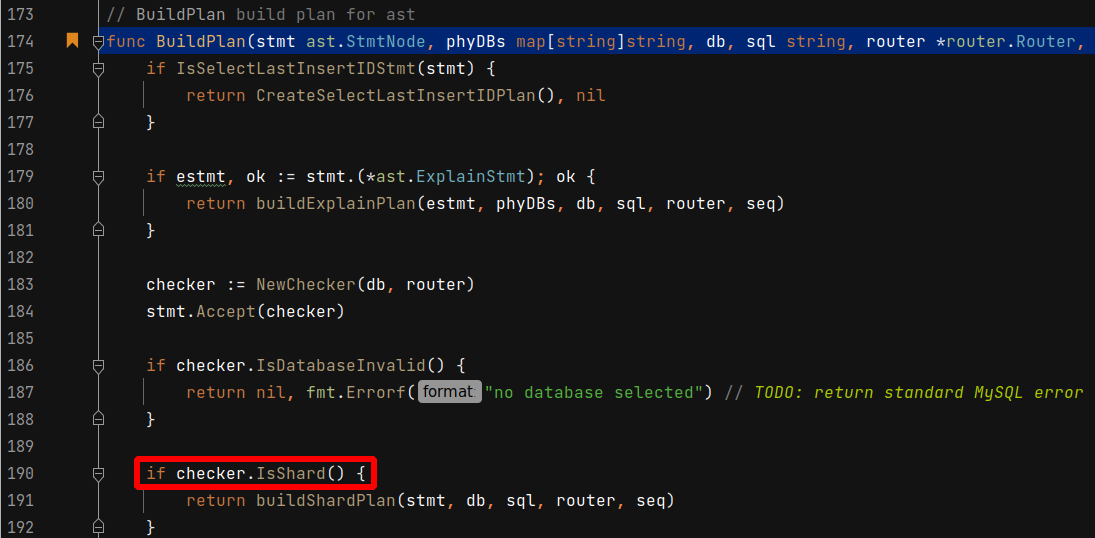 173 // BuildPlan build plan for ast
174 func BuildPlan(stmt ast.StmtNode, phyDBs map[string]string, db, sql string, router *router.Router,
175 if IsSelectLastInsertIDStmt(stmt) {
176 return CreateSelectLastInsertIDPlan(), nil
177 }
178
179 if estmt, ok := stmt.(*ast.ExplainStmt); ok {
180 return buildExplainPlan(estmt, phyDBs, db, sql, router, seq)
181 }
182
183 checker := NewChecker(db, router)
184 stmt.Accept(checker)
185
186 if checker.IsDatabaseInvalid() {
187 return nil, fmt.Errorf( format: "no database selected") // TODO: return standard MySQL error
188 }
189
190 if checker.IsShard() {
191 return buildShardPlan(stmt, db, sql, router, seq)
192 }